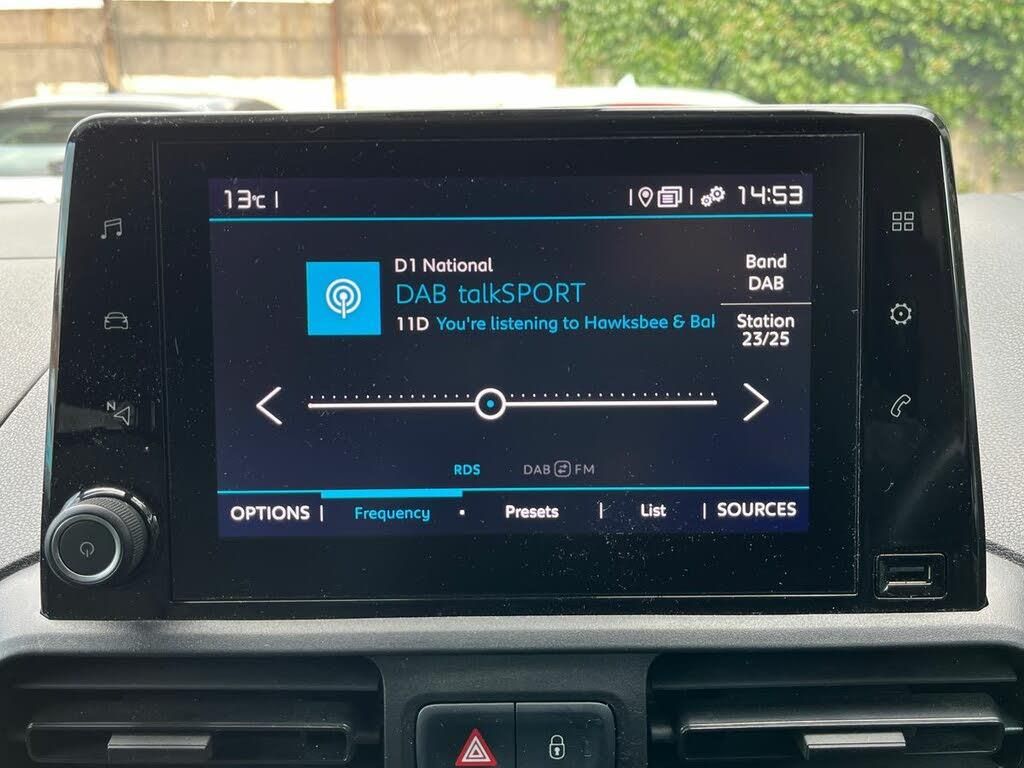 13°C |
14:53
D1 National
DAB talkSPORT
11D You're listening to Hawksbee & Bal
Band
DAB
Station
23/25
N
RDS
DAB FM
OPTIONS | Frequency • Presets | List | SOURCES